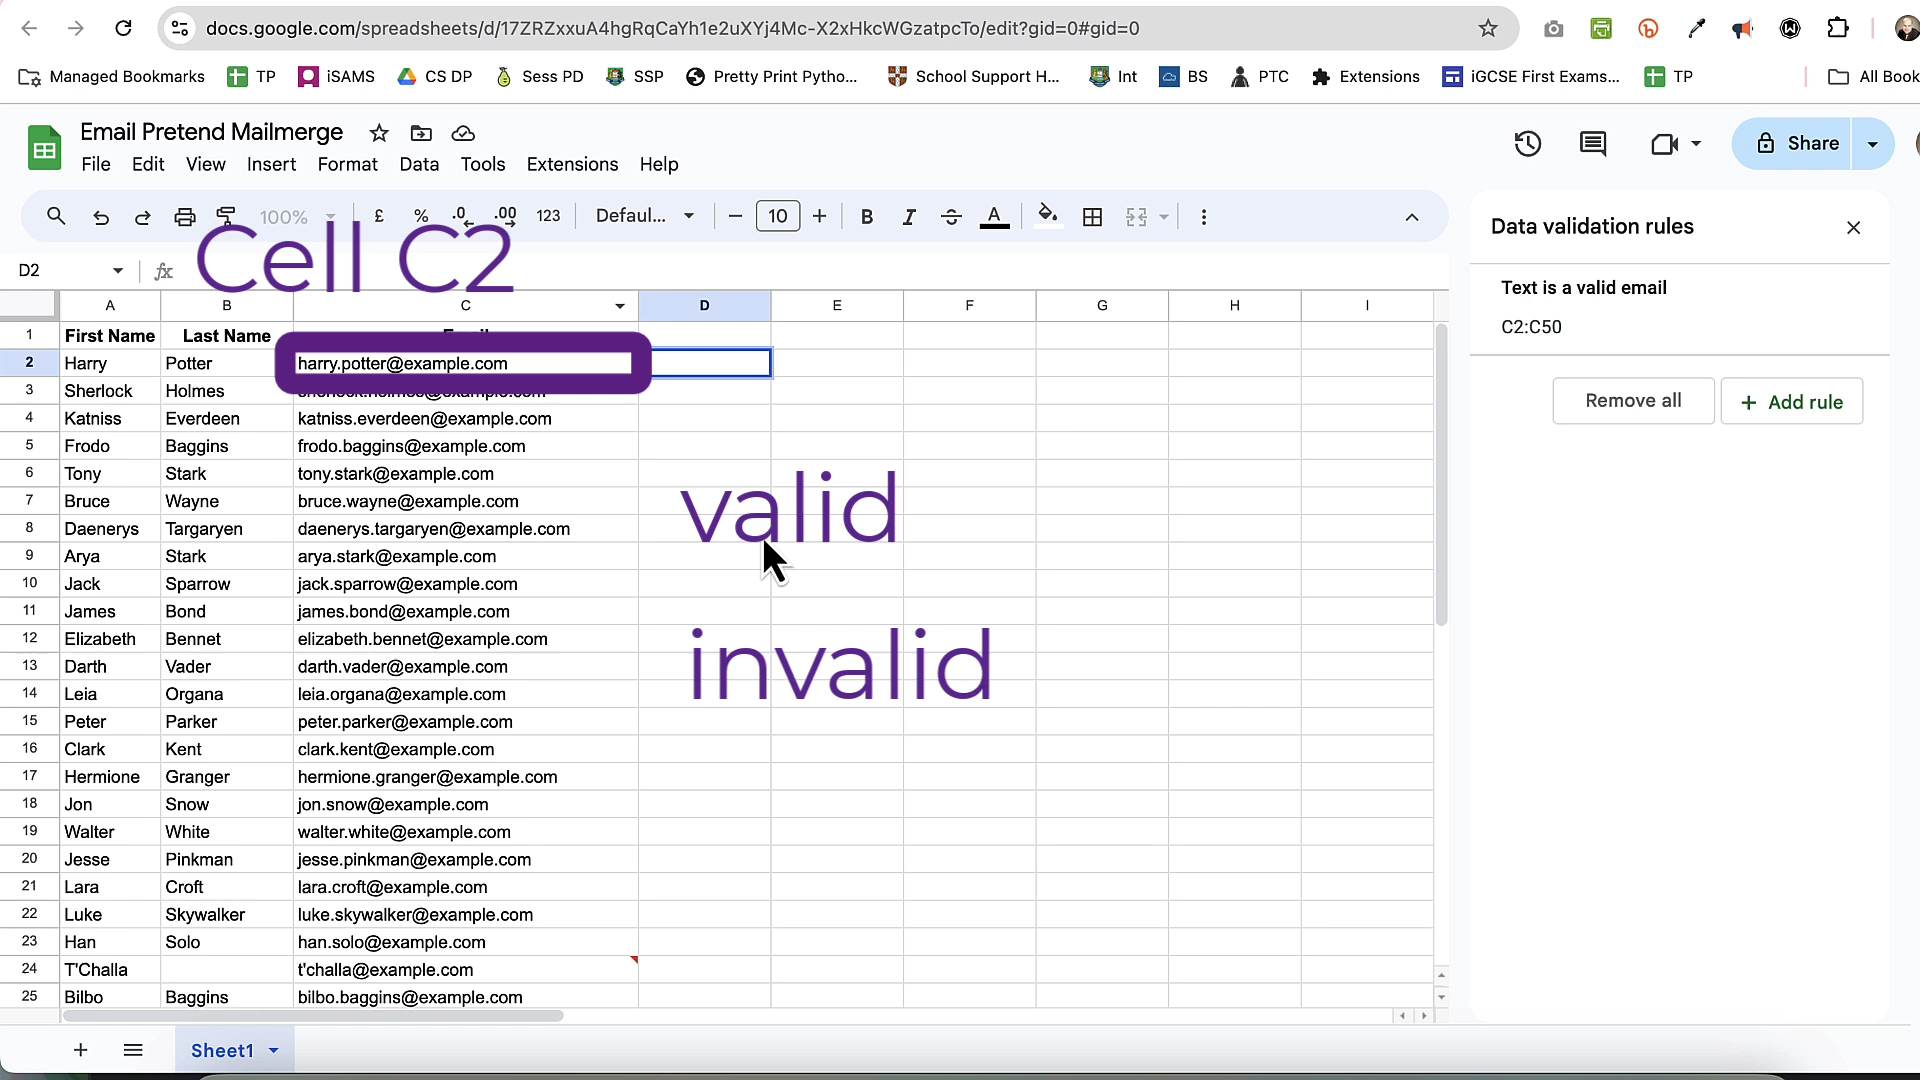 docs.google.com/spreadsheets/d/17ZRZxxuA4hgRqCaYh1e2uXYj4Mc-X2xHkcWGzatpcTo/edit?gid=0#gid=0
Managed Bookmarks TP iSAMS CS DP Sess PD SSP Pretty Print Pytho... School Support H... Int BS PTC Extensions iGCSE First Exams... TP All Book
Email Pretend Mailmerge
File Edit View Insert Format Data Tools Extensions Help
Share
100% £ % .0 .00 123 Defaul... 10 B I A
Cell C2
D2 fx
A B C D E F G H I
1 First Name Last Name
2 Harry Potter harry.potter@example.com
3 Sherlock Holmes sherlock.holmes@example.com
4 Katniss Everdeen katniss.everdeen@example.com
5 Frodo Baggins frodo.baggins@example.com
6 Tony Stark tony.stark@example.com
7 Bruce Wayne bruce.wayne@example.com
8 Daenerys Targaryen daenerys.targaryen@example.com
9 Arya Stark arya.stark@example.com
10 Jack Sparrow jack.sparrow@example.com
11 James Bond james.bond@example.com
12 Elizabeth Bennet elizabeth.bennet@example.com
13 Darth Vader darth.vader@example.com
14 Leia Organa leia.organa@example.com
15 Peter Parker peter.parker@example.com
16 Clark Kent clark.kent@example.com
17 Hermione Granger hermione.granger@example.com
18 Jon Snow jon.snow@example.com
19 Walter White walter.white@example.com
20 Jesse Pinkman jesse.pinkman@example.com
21 Lara Croft lara.croft@example.com
22 Luke Skywalker luke.skywalker@example.com
23 Han Solo han.solo@example.com
24 T'Challa t'challa@example.com
25 Bilbo Baggins bilbo.baggins@example.com
valid
invalid
Data validation rules
Text is a valid email
C2:C50
Remove all
+ Add rule
Sheet1